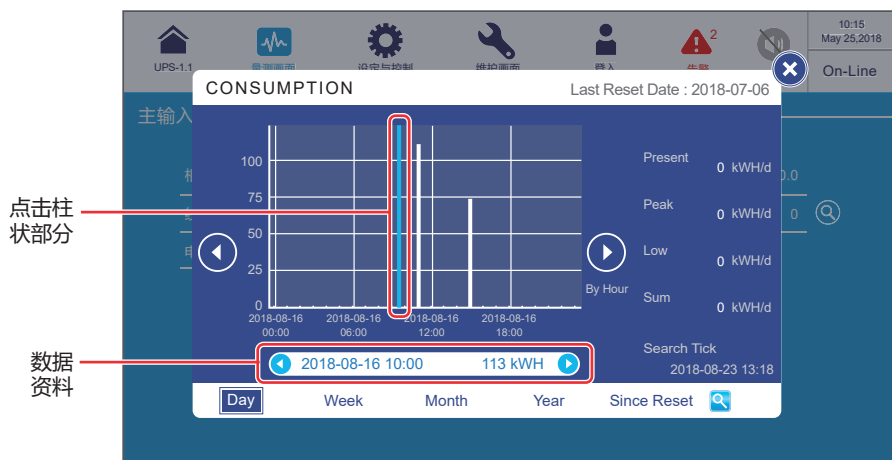 10:15
May 25,2018
2
UPS-1.1
量测画面
设定与控制
维护画面
登入
告警
On-Line
CONSUMPTION
Last Reset Date : 2018-07-06
主输入
100
75
50
25
0
2018-08-16
00:00
2018-08-16
06:00
2018-08-16
12:00
2018-08-16
18:00
By Hour
Present
0 kWH/d
Peak
0 kWH/d
Low
0 kWH/d
Sum
0 kWH/d
0
Search Tick
2018-08-23 13:18
点击柱
状部分
数据
资料
2018-08-16 10:00 113 kWH
Day Week Month Year Since Reset